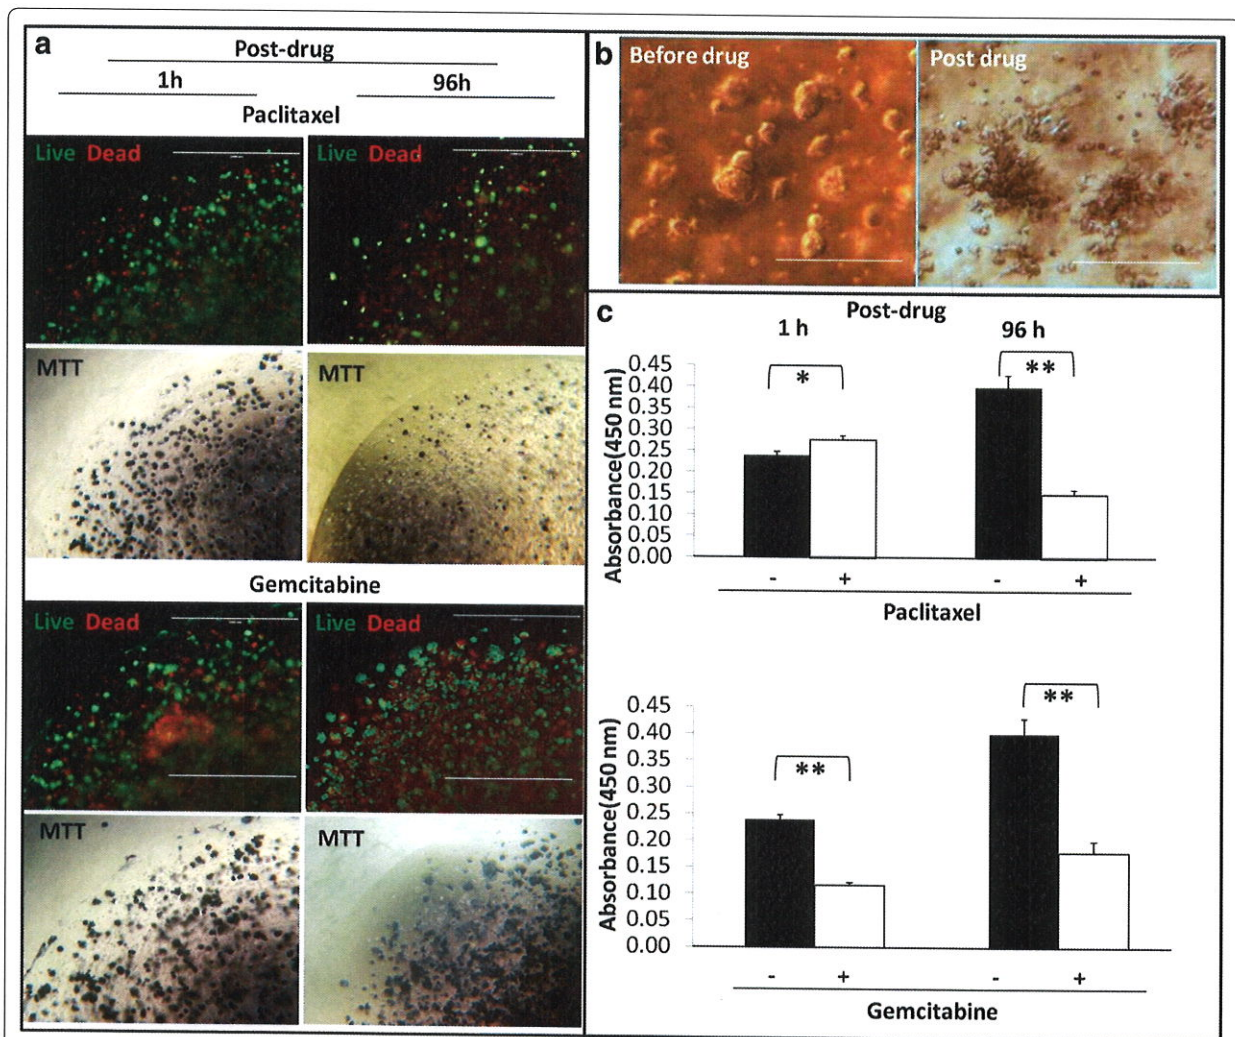 a
Post-drug
1h 96h
Paclitaxel
Live Dead Live Dead
MTT MTT
Gemcitabine
Live Dead Live Dead
MTT MTT
b
Before drug Post drug
c
Post-drug
1 h 96 h
Absorbance(450 nm)
0.45
0.40
0.35
0.30
0.25
0.20
0.15
0.10
0.05
0.00
* **
- + - +
Paclitaxel
Absorbance(450 nm)
0.45
0.40
0.35
0.30
0.25
0.20
0.15
0.10
0.05
0.00
** **
- + - +
Gemcitabine